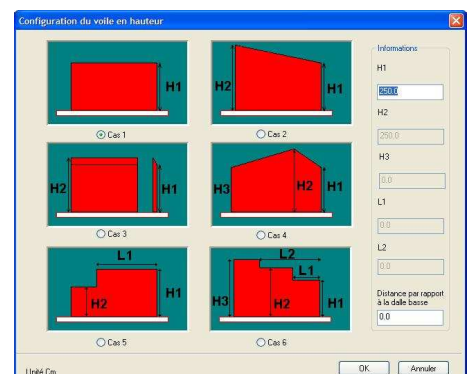 Configuration du voile en hauteur
H1
Cas 1
H2
H1
Cas 2
H2
H1
Cas 3
H3
H2
H1
Cas 4
L1
H2
H1
Cas 5
L2
L1
H3
H2
H1
Cas 6
Informations
H1
250.0
H2
250.0
H3
0.0
L1
0.0
L2
0.0
Distance par rapport
à la dalle basse
0.0
Unité Cm
OK
Annuler